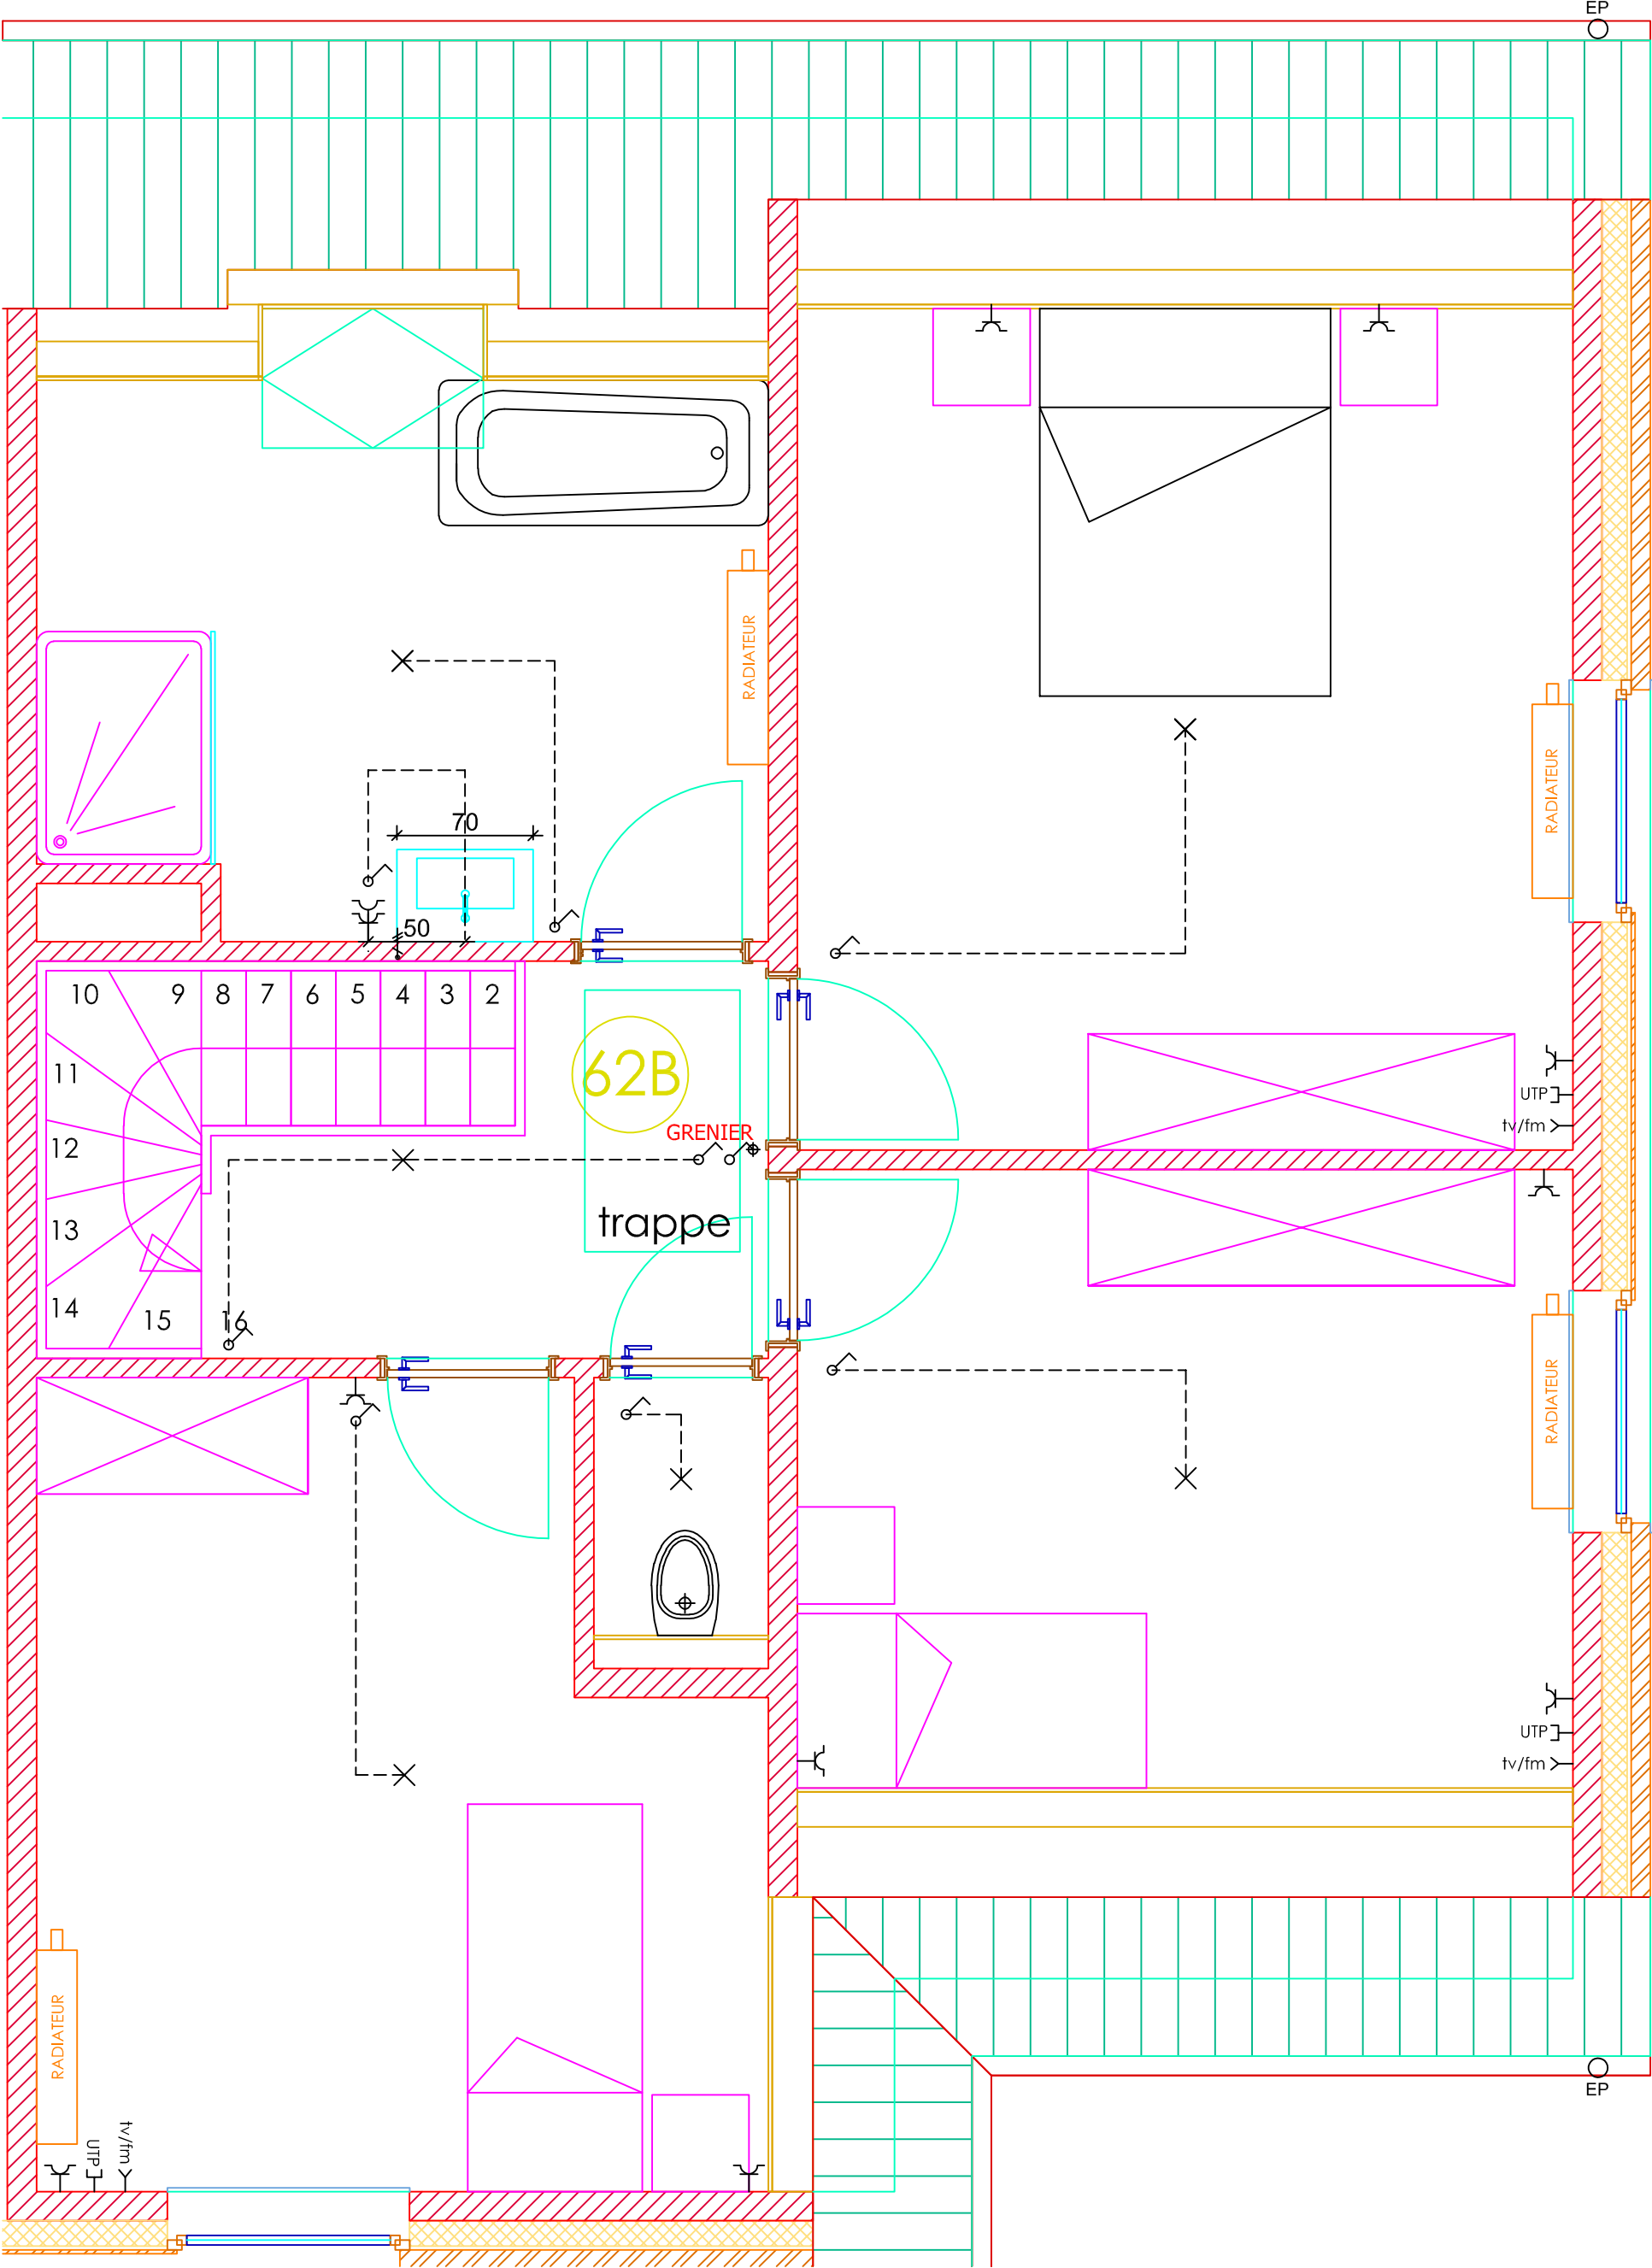 EP
RADIATEUR
RADIATEUR
70
50
10 9 8 7 6 5 4 3 2
11
62B
UTP
tv/fm
GRENIER
12
trappe
13
14
15
16
RADIATEUR
UTP
tv/fm
RADIATEUR
EP
tv/fm
UTP